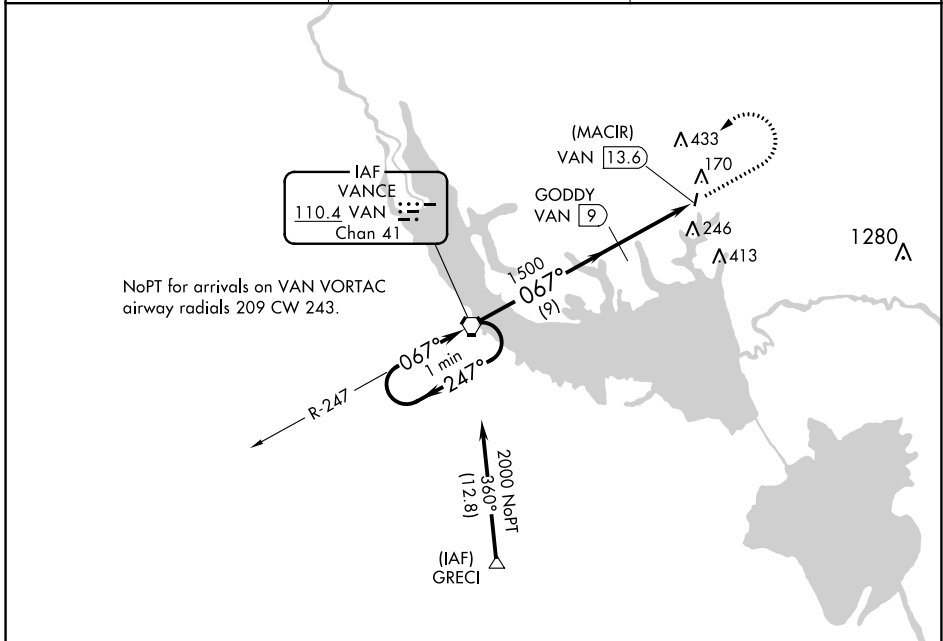 (MACIR)
VAN 13.6
433
170
GODDY
VAN 9
246
413
1280
IAF
VANCE
110.4 VAN
Chan 41
NoPT for arrivals on VAN VORTAC
airway radials 209 CW 243.
1500
067°
(9)
067°
1 min
247°
R-247
2000 NoPT
360°
(12.8)
(IAF)
GRECI